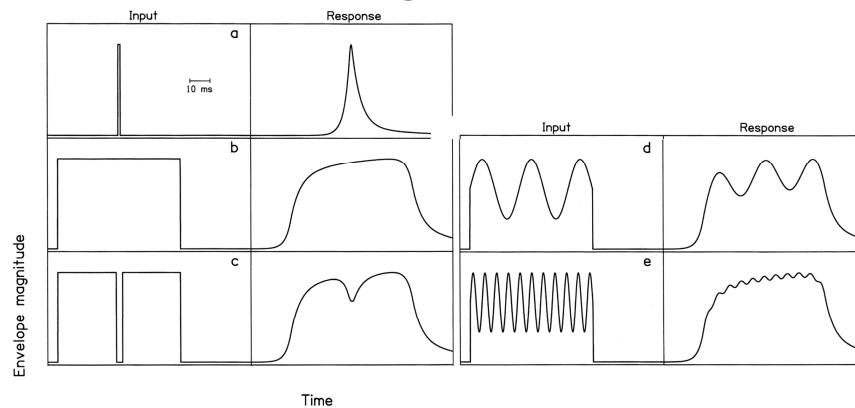 Input Response
a
10 ms
b
c
Input Response
d
e
Envelope magnitude
Time